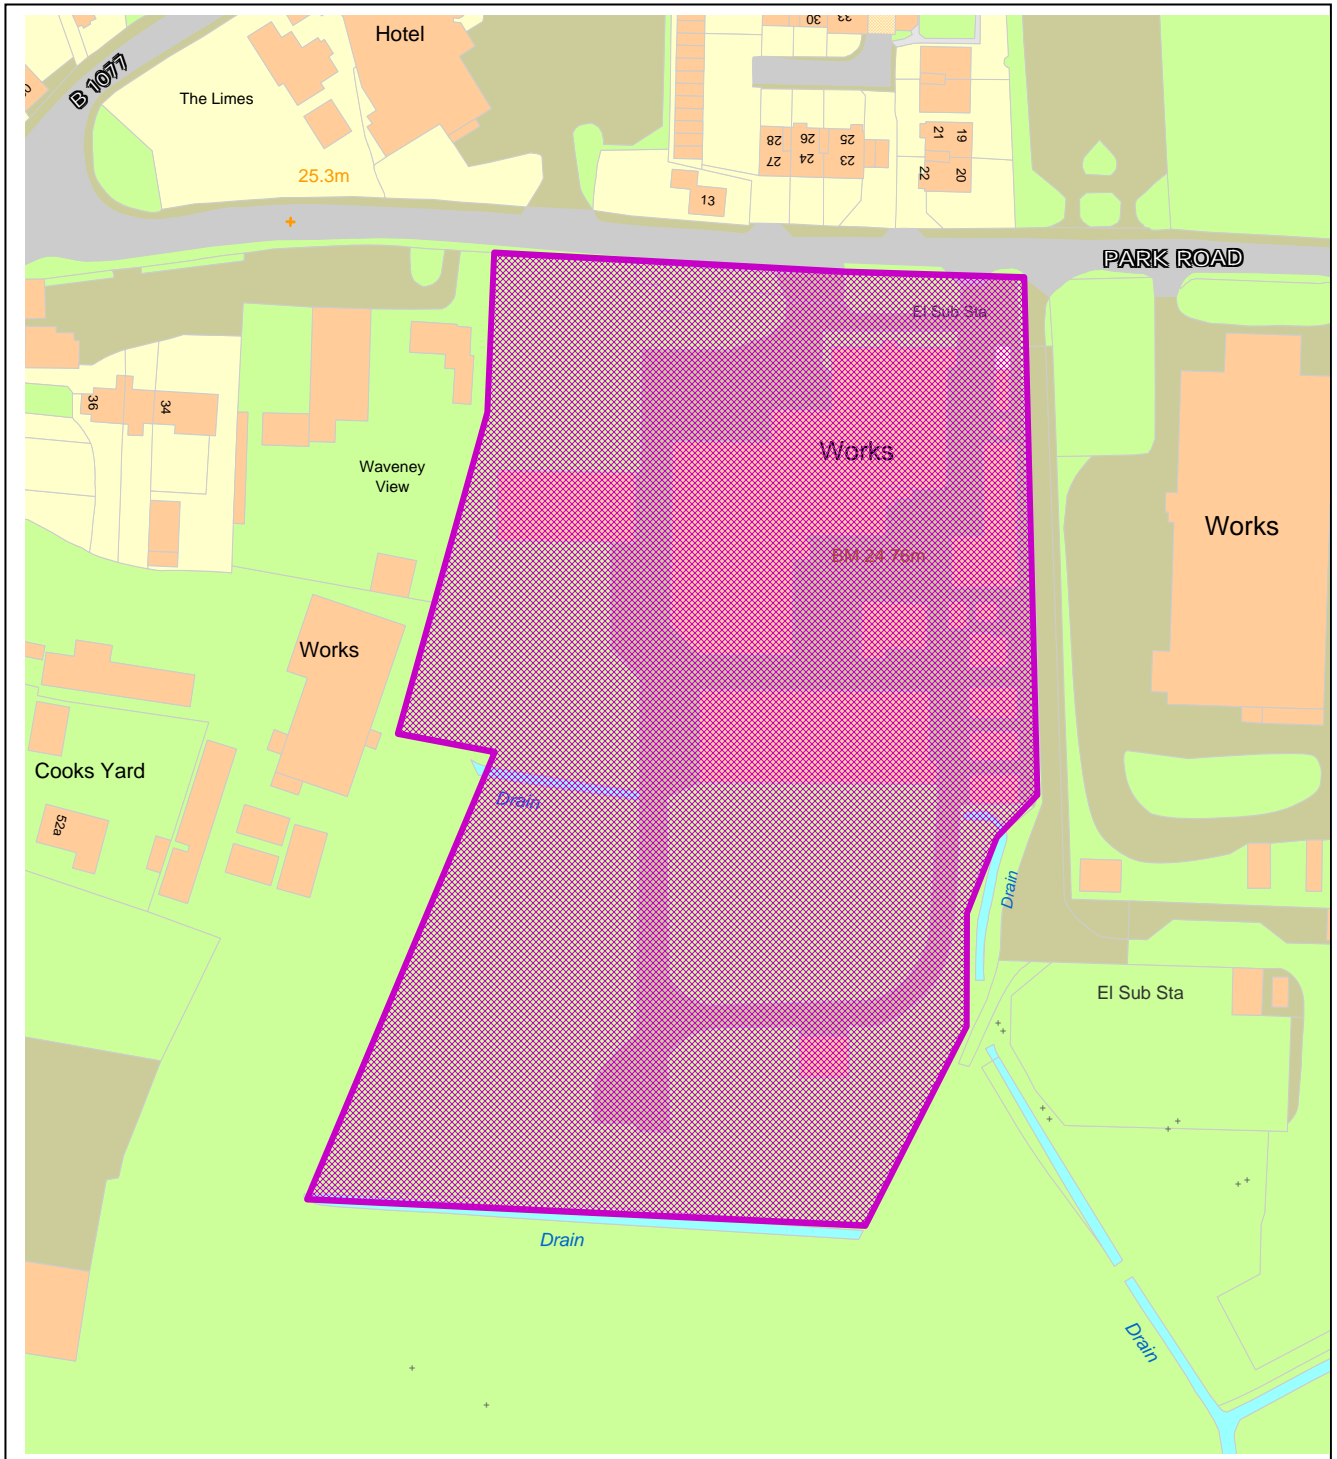 Hotel
B 1077
The Limes
30
33
28
26
25
27
24
23
21
19
22
20
13
25.3m
PARK ROAD
El Sub Sta
36
34
Works
Waveney
View
Works
BM 24.76m
Works
Cooks Yard
Drain
52a
Drain
El Sub Sta
Drain
Drain